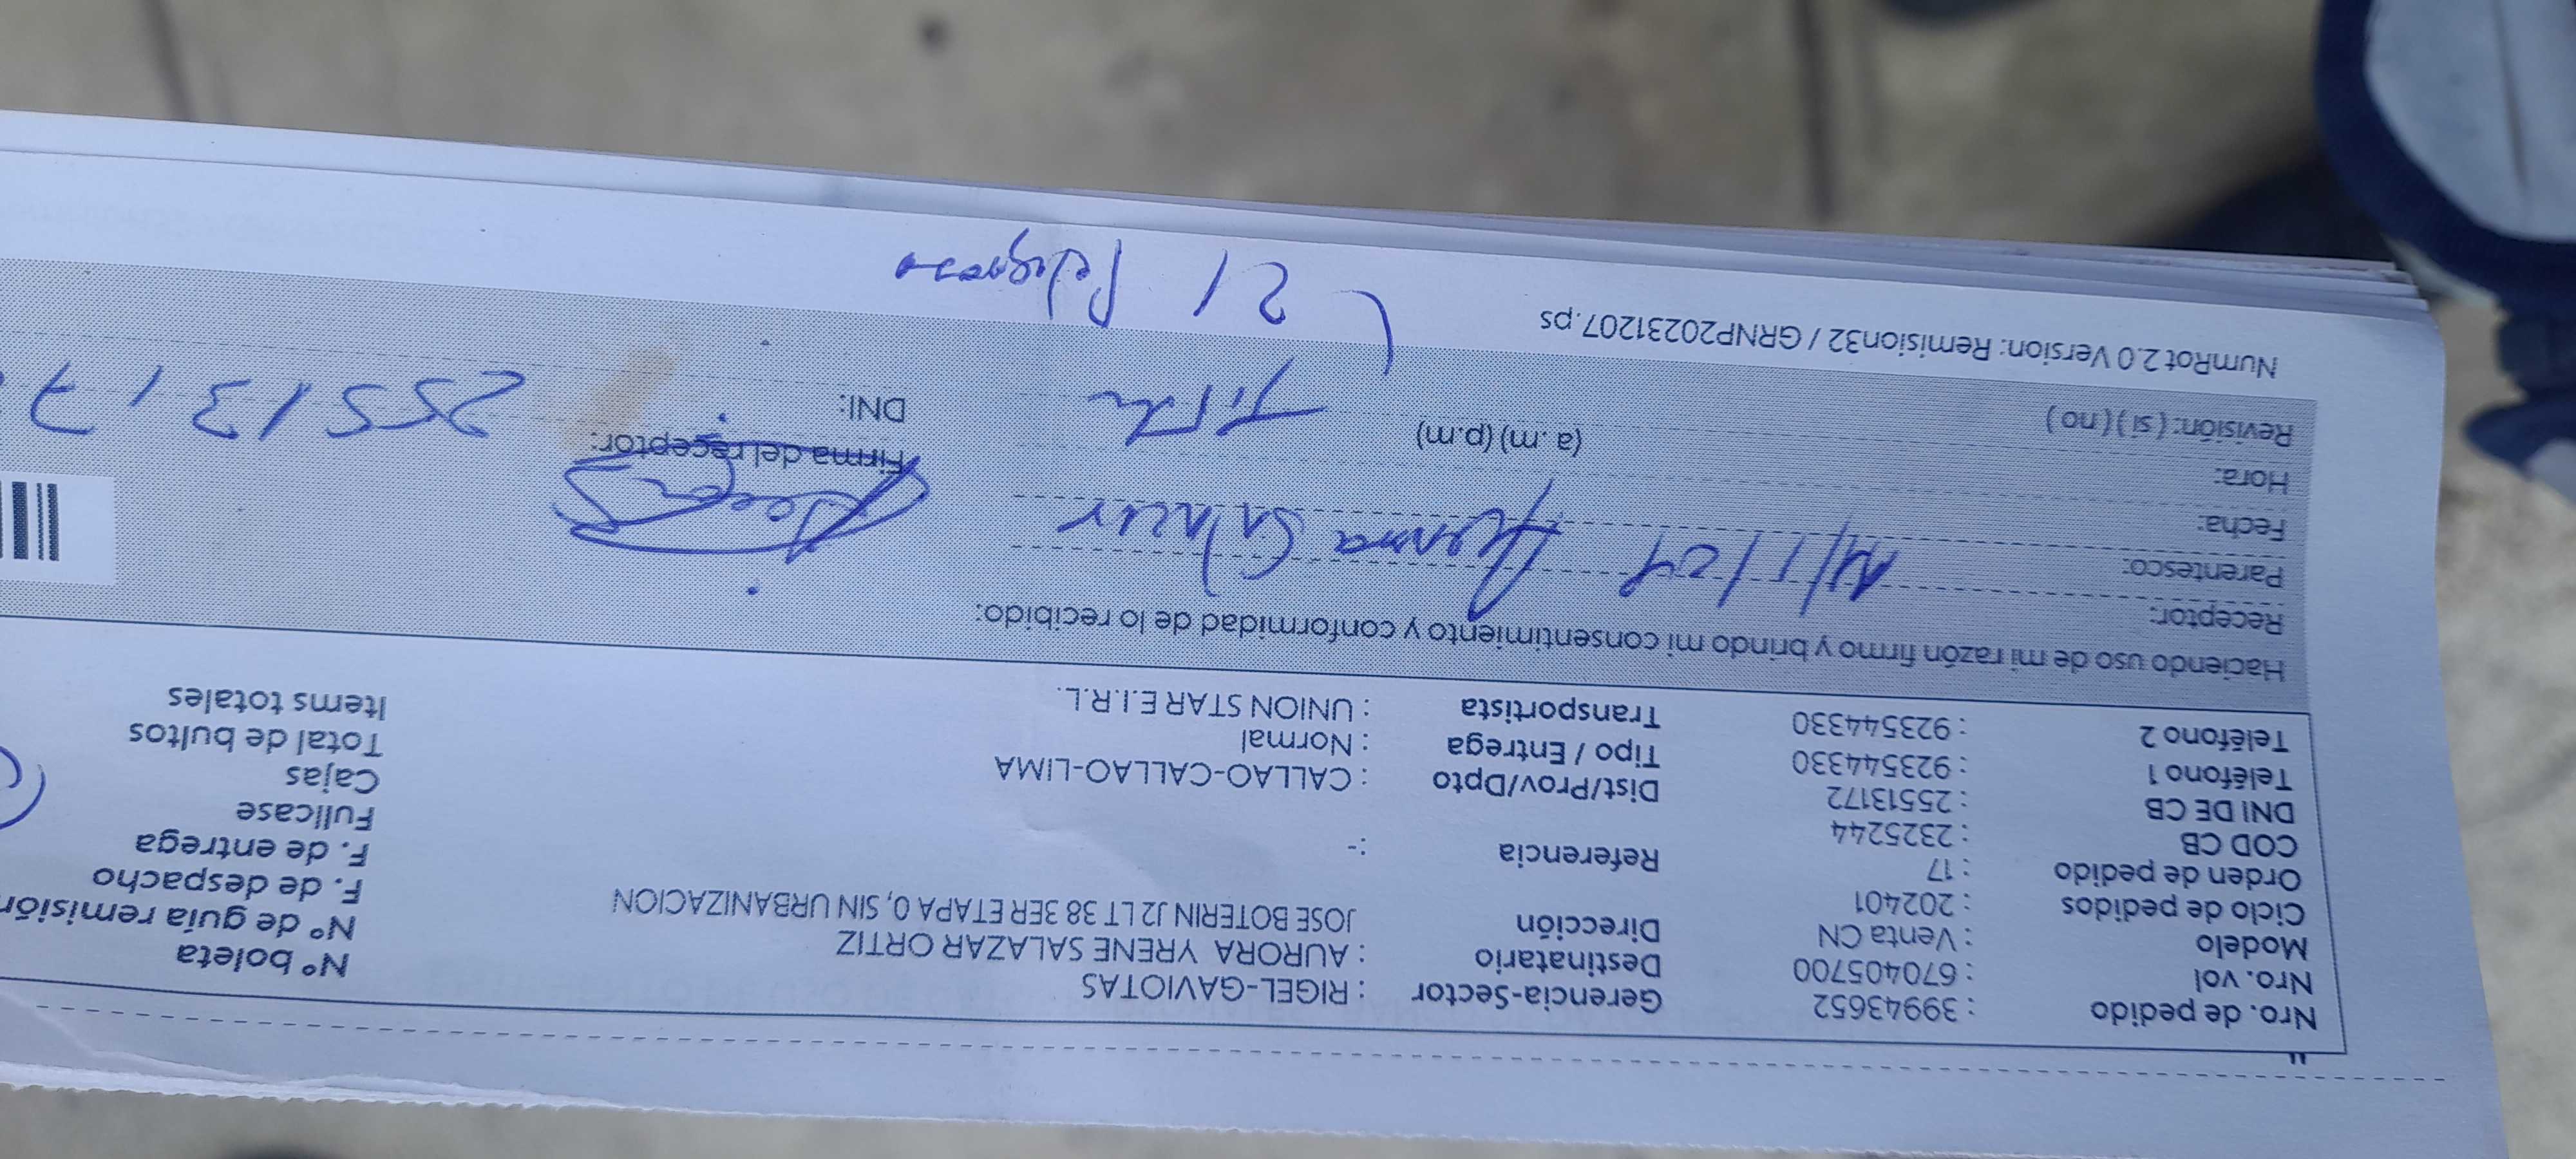 Nro. de pedido : 39943652 Gerencia-Sector : RIGEL-GAVIOTAS Nº boleta
Nro. vol : 670405700 Destinatario : AURORA YRENE SALAZAR ORTIZ Nº de guía remisión
Modelo : Venta CN Dirección JOSE BOTERIN J2 LT 38 3ER ETAPA 0, SIN URBANIZACION F. de despacho
Ciclo de pedidos : 202401 F. de entrega
Orden de pedido : 17 Referencia :- Fullcase
COD CB : 2325244 Cajas
DNI DE CB : 25513172 Dist/Prov/Dpto : CALLAO-CALLAO-LIMA Total de bultos
Teléfono 1 : 923544330 Tipo / Entrega : Normal Items totales
Teléfono 2 : 923544330 Transportista : UNION STAR E.I.R.L.
Haciendo uso de mi razón firmo y brindo mi consentimiento y conformidad de lo recibido:
Receptor:
Parentesco:
Fecha:
Hora: (a.m) (p.m) Firma del receptor:
Revisión: (sí) (no) DNI: 2551317
NumRot 2.0 Version: Remision32 / GRNP20231207.ps
21 Peligroso